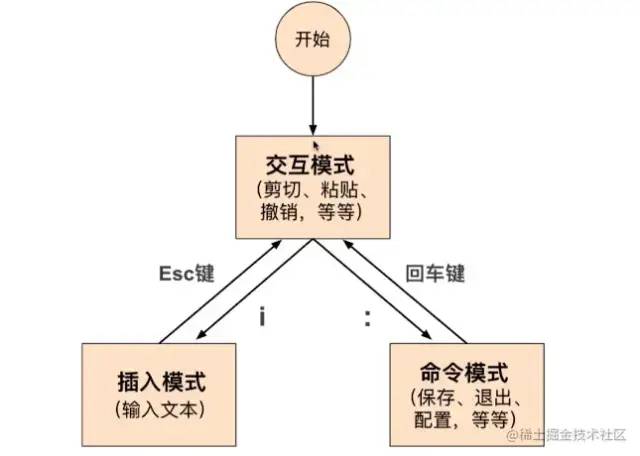 开始
交互模式
（剪切、粘贴、
撤销，等等）
Esc键
回车键
i
:
插入模式
（输入文本）
命令模式
（保存、退出、
配置，等等）
@稀土掘金技术社区